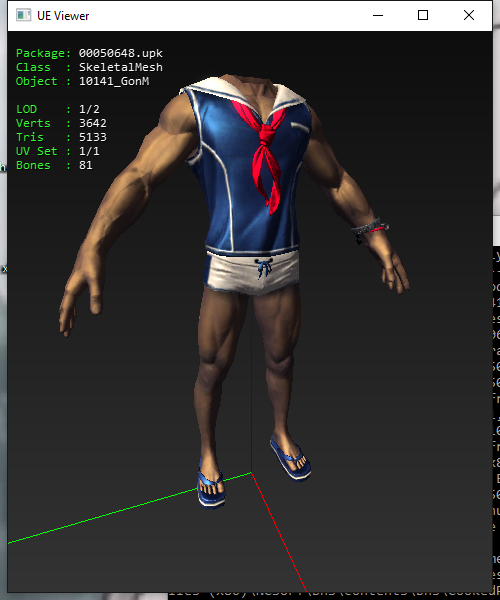 UE Viewer
Package: 00050648.upk
Class  : SkeletalMesh
Object : 10141_GonM
LOD    : 1/2
Verts  : 3642
Tris   : 5133
UV Set : 1/1
Bones  : 81